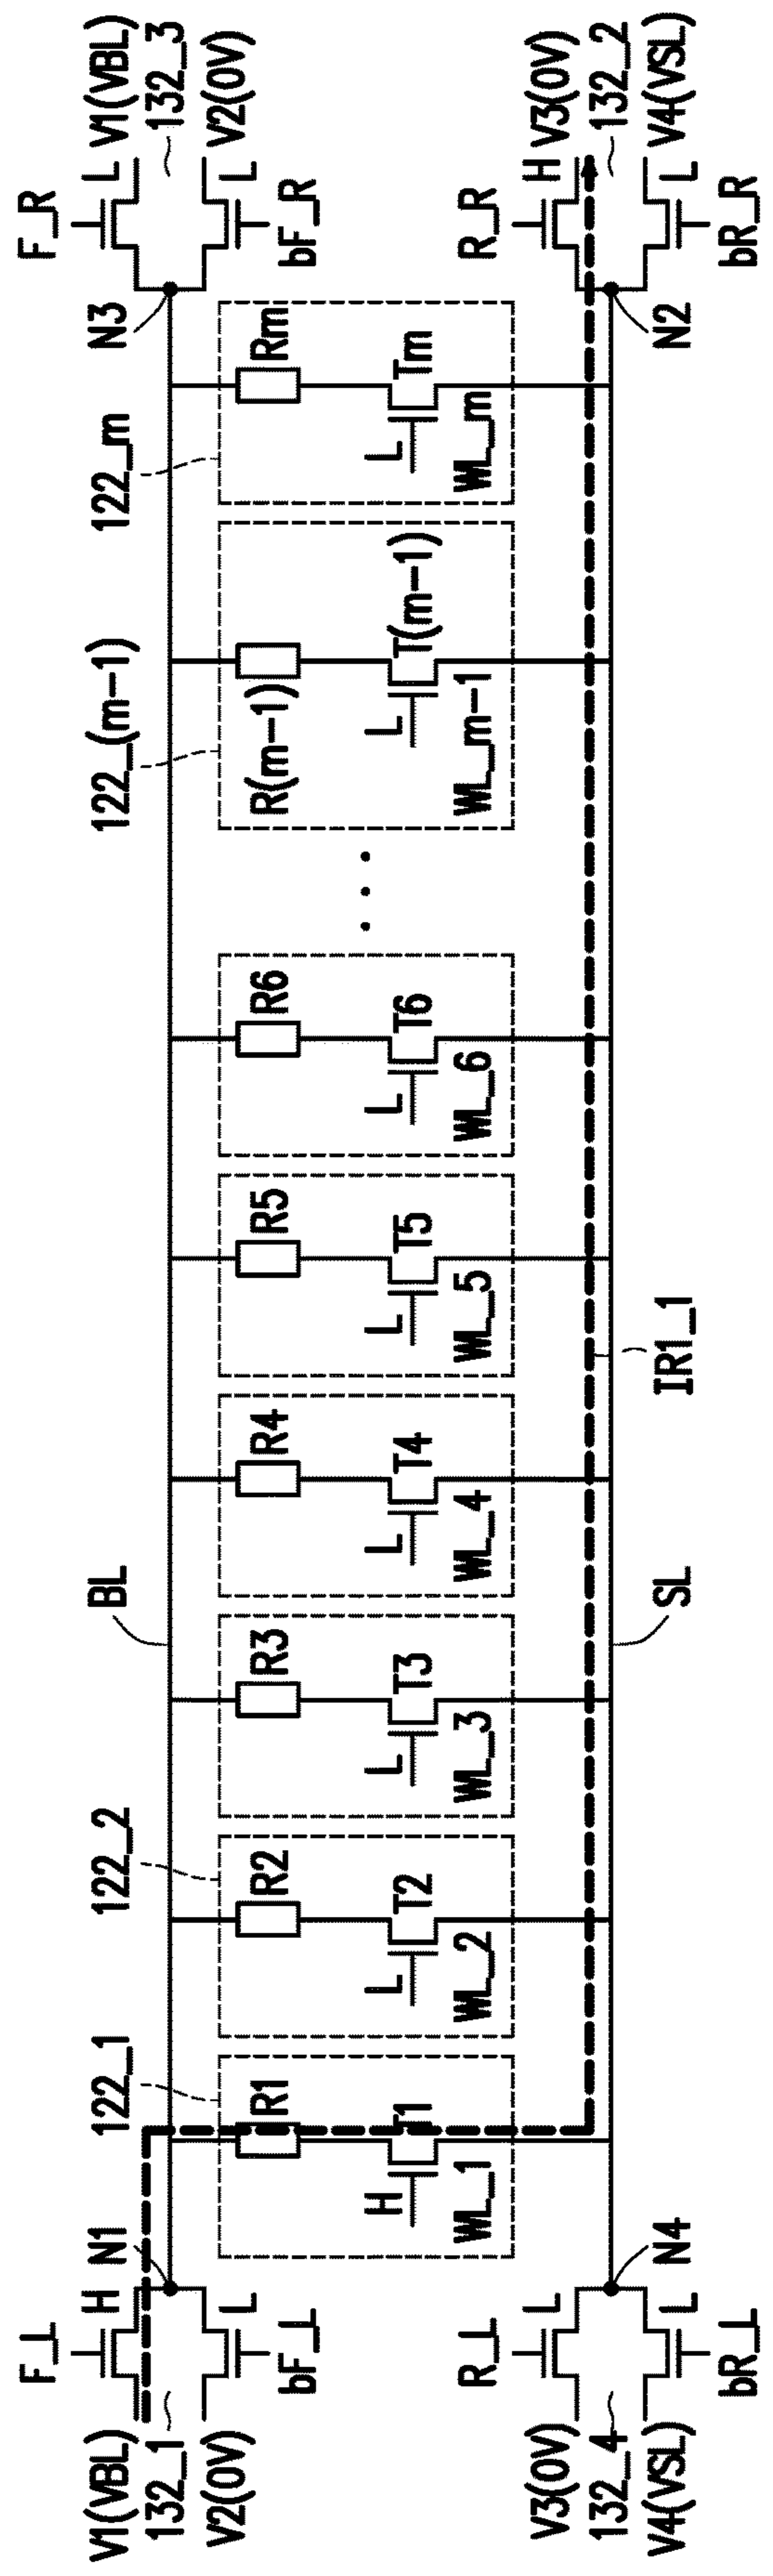 V1(VBL)
132_1
V2(0V)
F_L
H
bF_L
L
N1
122_1
122_2
BL
122_(m-1)
122_m
N3
F_R
L
V1(VBL)
132_3
V2(0V)
L
bF_R
R1
T1
H
WL_1
R2
T2
L
WL_2
R3
T3
L
WL_3
R4
T4
L
WL_4
R5
T5
L
WL_5
R6
T6
L
WL_6
R(m-1)
T(m-1)
L
WL_m-1
Rm
Tm
L
WL_m
R_L
L
V3(0V)
132_4
V4(VSL)
L
bR_L
N4
SL
IR1_1
N2
R_R
H
V3(0V)
132_2
V4(VSL)
L
bR_R